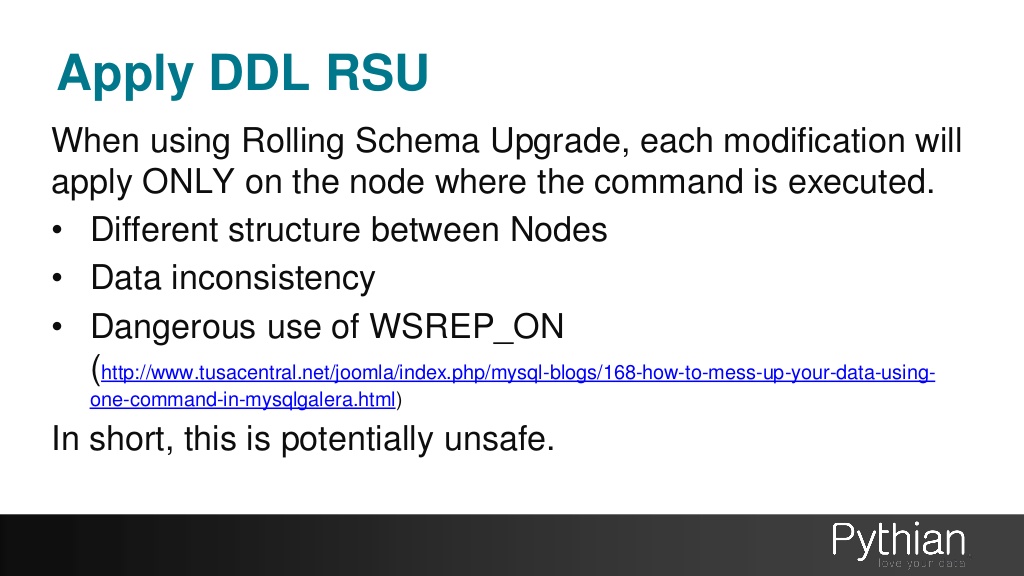 Apply DDL RSU
When using Rolling Schema Upgrade, each modification will
apply ONLY on the node where the command is executed.
• Different structure between Nodes
• Data inconsistency
• Dangerous use of WSREP_ON
(http://www.tusacentral.net/joomla/index.php/mysql-blogs/168-how-to-mess-up-your-data-using-
one-command-in-mysqlgalera.html)
In short, this is potentially unsafe.
Pythian
love your data